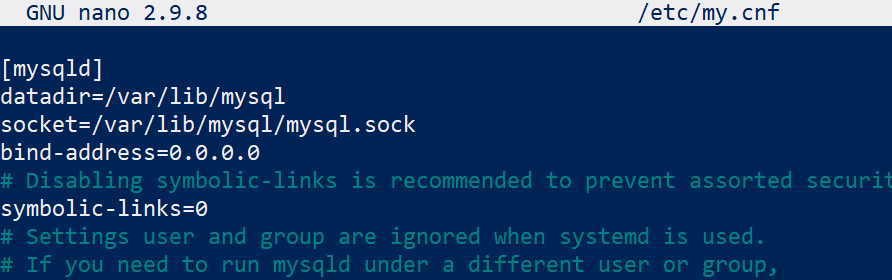 GNU nano 2.9.8 /etc/my.cnf
[mysqld]
datadir=/var/lib/mysql
socket=/var/lib/mysql/mysql.sock
bind-address=0.0.0.0
# Disabling symbolic-links is recommended to prevent assorted securit
symbolic-links=0
# Settings user and group are ignored when systemd is used.
# If you need to run mysqld under a different user or group,